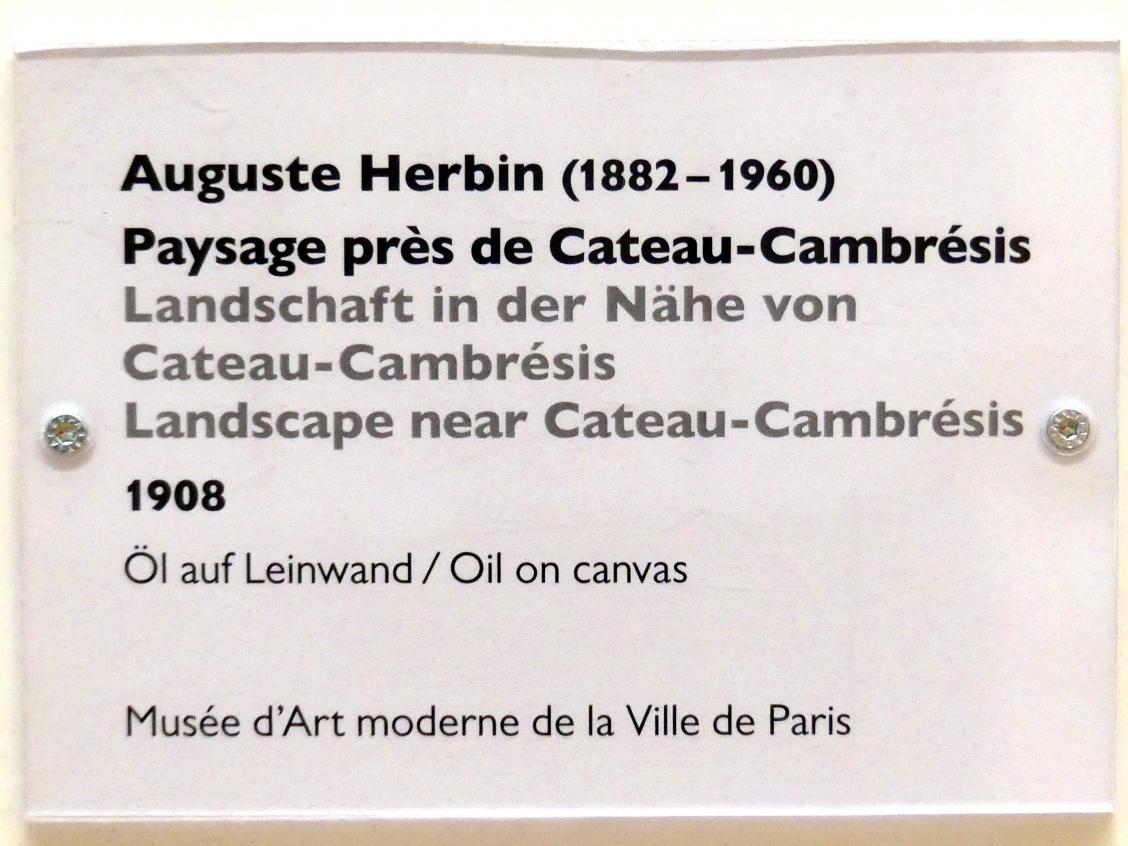 Auguste Herbin (1882–1960)
Paysage près de Cateau-Cambrésis
Landschaft in der Nähe von
Cateau-Cambrésis
Landscape near Cateau-Cambrésis
1908
Öl auf Leinwand / Oil on canvas
Musée d’Art moderne de la Ville de Paris